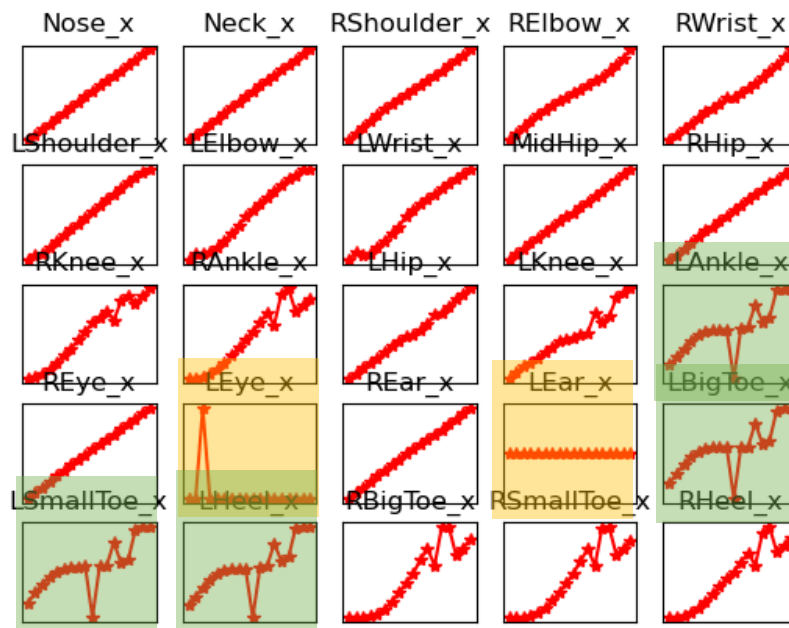 Nose_x Neck_x RShoulder_x RElbow_x RWrist_x
LShoulder_x LElbow_x LWrist_x MidHip_x RHip_x
RKnee_x RAnkle_x LHip_x LKnee_x LAnkle_x
REye_x LEye_x REar_x LEar_x LBigToe_x
LSmallToe_x LHeel_x RBigToe_x RSmallToe_x RHeel_x